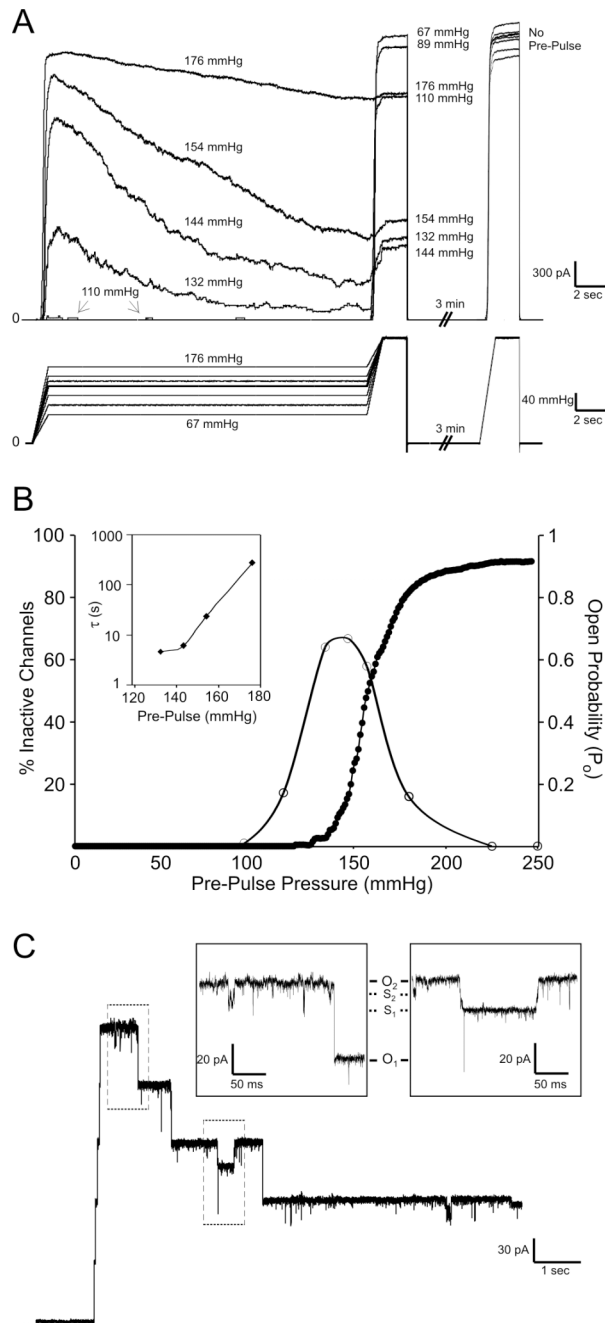 A
176 mmHg
154 mmHg
144 mmHg
132 mmHg
110 mmHg
0
67 mmHg
89 mmHg
176 mmHg
110 mmHg
154 mmHg
132 mmHg
144 mmHg
No
Pre-Pulse
3 min
300 pA
2 sec
176 mmHg
67 mmHg
0
3 min
40 mmHg
2 sec
B
100
80
60
40
20
% Inactive Channels
1000
100
10
1
τ (s)
120 140 160 180
Pre-Pulse (mmHg)
1
0.8
0.6
0.4
0.2
Open Probability (Po)
0 50 100 150 200 250
Pre-Pulse Pressure (mmHg)
C
20 pA
50 ms
O2
S2
S1
O1
20 pA
50 ms
30 pA
1 sec